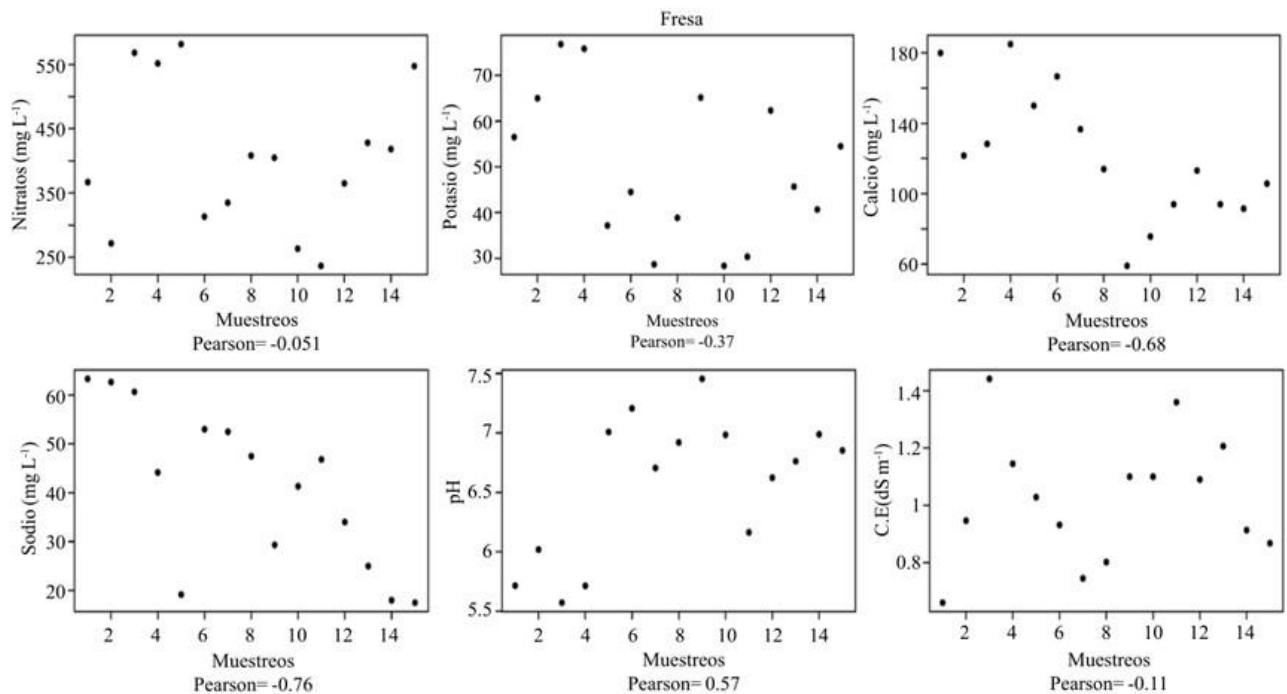 Fresa
Nitratos (mg L⁻¹)
550
450
350
250
2 4 6 8 10 12 14
Muestreos
Pearson= -0.051
Potasio (mg L⁻¹)
70
60
50
40
30
2 4 6 8 10 12 14
Muestreos
Pearson= -0.37
Calcio (mg L⁻¹)
180
140
100
60
2 4 6 8 10 12 14
Muestreos
Pearson= -0.68
Sodio (mg L⁻¹)
60
50
40
30
20
2 4 6 8 10 12 14
Muestreos
Pearson= -0.76
pH
7.5
7
6.5
6
5.5
2 4 6 8 10 12 14
Muestreos
Pearson= 0.57
C.E(dS m⁻¹)
1.4
1.2
1
0.8
2 4 6 8 10 12 14
Muestreos
Pearson= -0.11